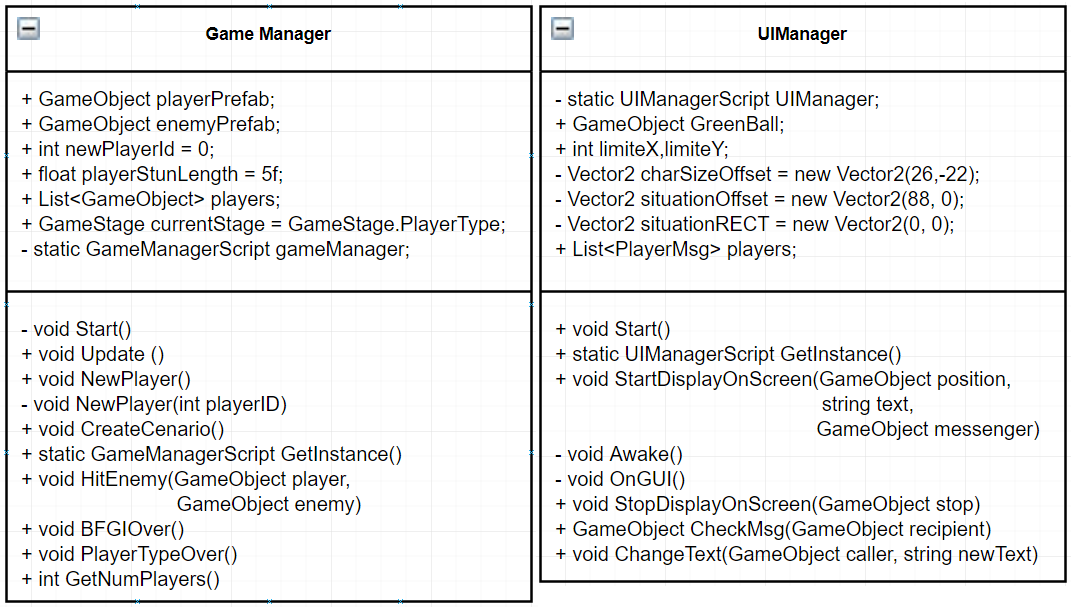 Game Manager
+ GameObject playerPrefab;
+ GameObject enemyPrefab;
+ int newPlayerId = 0;
+ float playerStunLength = 5f;
+ List<GameObject> players;
+ GameStage currentStage = GameStage.PlayerType;
- static GameManagerScript gameManager;
- void Start()
+ void Update ()
+ void NewPlayer()
- void NewPlayer(int playerID)
+ void CreateCenario()
+ static GameManagerScript GetInstance()
+ void HitEnemy(GameObject player,
GameObject enemy)
+ void BFGIOver()
+ void PlayerTypeOver()
+ int GetNumPlayers()
UIManager
- static UIManagerScript UIManager;
+ GameObject GreenBall;
+ int limiteX,limiteY;
- Vector2 charSizeOffset = new Vector2(26,-22);
- Vector2 situationOffset = new Vector2(88, 0);
- Vector2 situationRECT = new Vector2(0, 0);
+ List<PlayerMsg> players;
+ void Start()
+ static UIManagerScript GetInstance()
+ void StartDisplayOnScreen(GameObject position,
string text,
GameObject messenger)
- void Awake()
- void OnGUI()
+ void StopDisplayOnScreen(GameObject stop)
+ GameObject CheckMsg(GameObject recipient)
+ void ChangeText(GameObject caller, string newText)